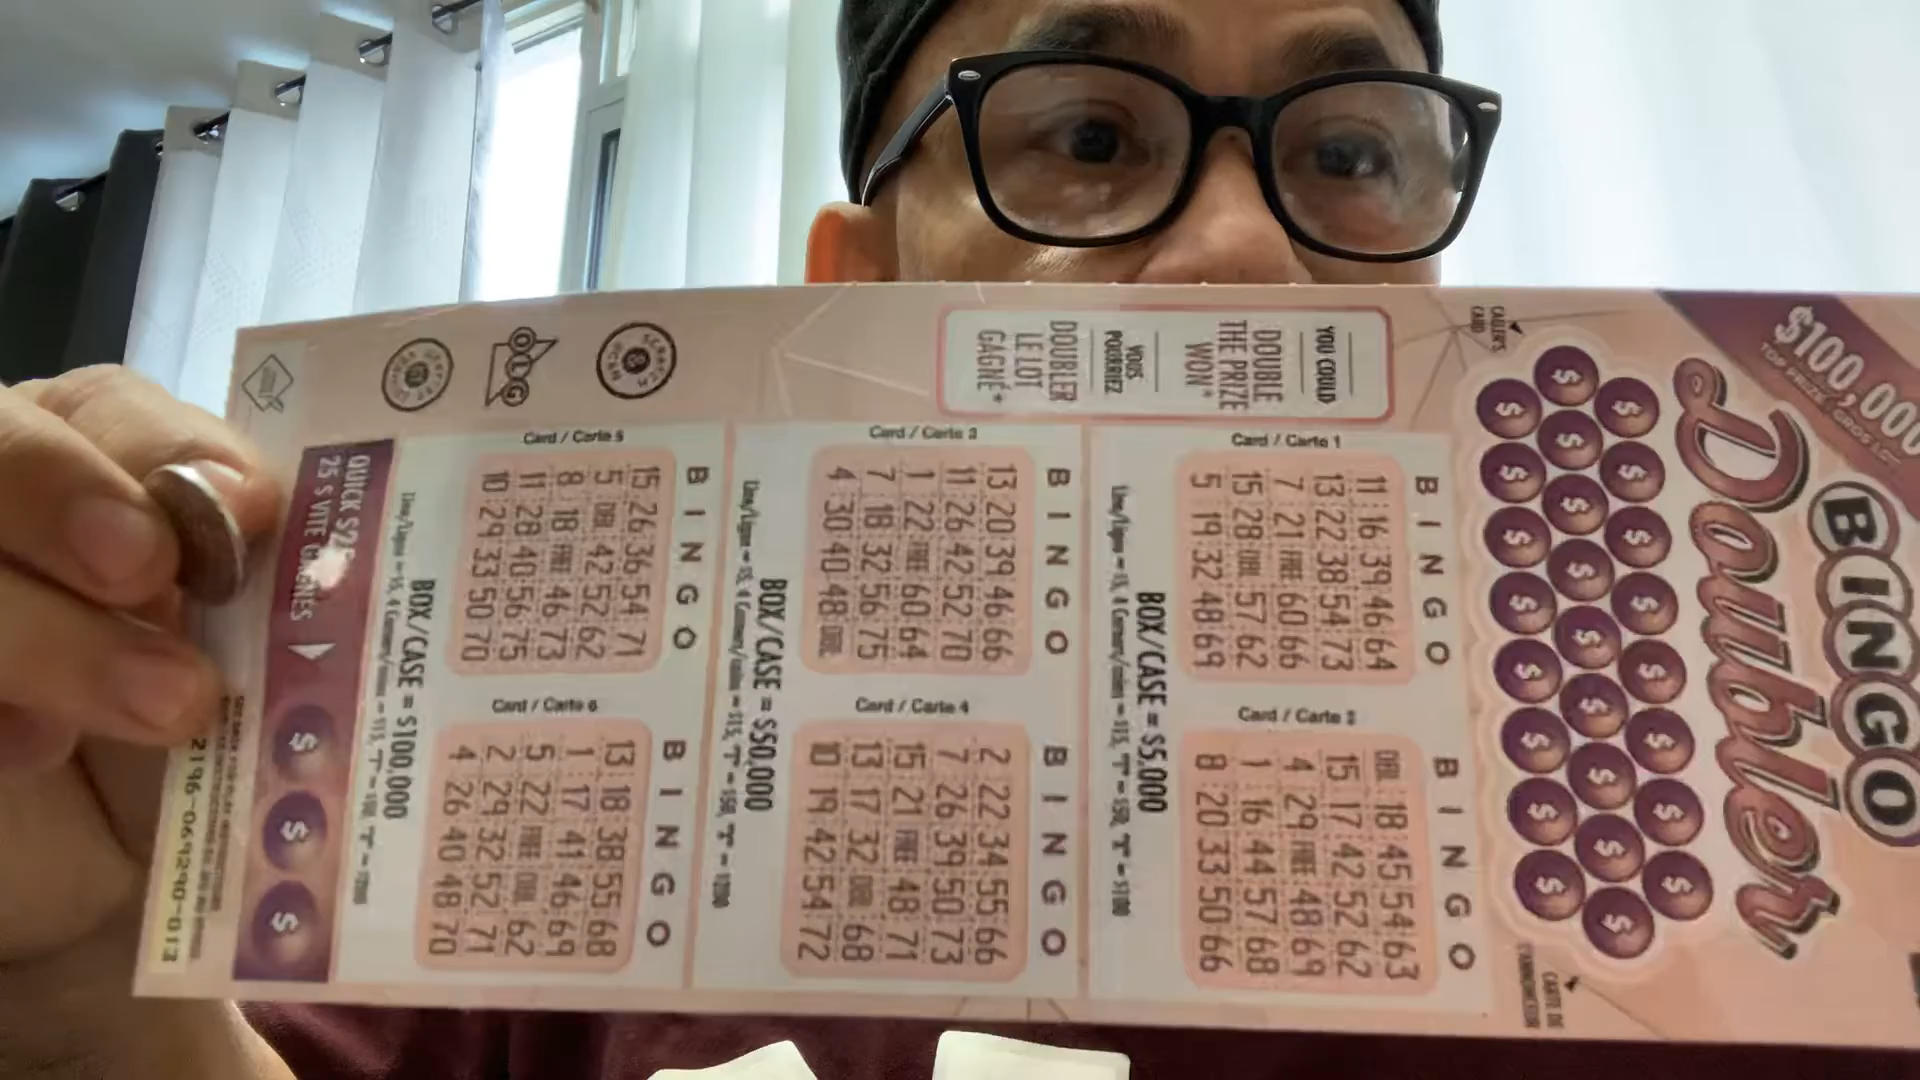 $100,000
TOP PRIZE / GROS LOT
BINGO
Doubler
CALLER'S
CARD
CARTE DE
L'ANNONCEUR
YOU COULD
DOUBLE
THE PRIZE
WON*
VOUS
POURRIEZ
DOUBLER
LE LOT
GAGNÉ*
Card / Carte 1
B I N G O
11 16 39 46 64
13 22 38 54 73
7 21 FREE 60 66
15 28 DBL 57 62
5 19 32 48 69
Card / Carte 2
B I N G O
DBL 18 45 54 63
15 17 42 52 62
4 29 FREE 48 69
1 16 44 57 68
8 20 33 50 66
BOX/CASE = $5,000
Card / Carte 3
B I N G O
13 20 39 46 66
11 26 42 52 70
1 22 FREE 60 64
7 18 32 56 75
4 30 40 48 DBL
Card / Carte 4
B I N G O
2 22 34 55 66
7 26 39 50 73
15 21 FREE 48 71
13 17 32 DBL 68
10 19 42 54 72
BOX/CASE = $50,000
Card / Carte 5
B I N G O
15 26 36 54 71
5 DBL 42 52 62
8 18 FREE 46 73
11 28 40 56 75
10 29 33 50 70
Card / Carte 6
B I N G O
13 18 38 55 68
1 17 41 46 69
5 22 FREE DBL 62
2 29 32 52 71
4 26 40 48 70
BOX/CASE = $100,000
OLG
QUICK $25
25 $ VITE GAGNÉS